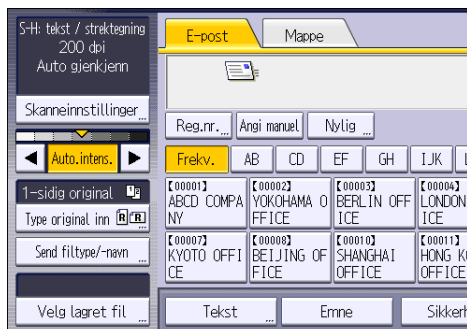 S-H: tekst / strektegning
200 dpi
Auto gjenkjenn
Skanneinnstillinger
Auto.intens.
1-sidig original
Type original inn
Send filtype/-navn
Velg lagret fil
E-post
Mappe
Reg.nr.
Angi manuel
Nylig
Frekv.
AB
CD
EF
GH
IJK
[00001]
ABCD COMPA
NY
[00002]
YOKOHAMA O
FFICE
[00003]
BERLIN OFF
ICE
[00004]
LONDON
ICE
[00007]
KYOTO OFFI
CE
[00008]
BEIJING OF
FICE
[00010]
SHANGHAI
OFFICE
[00011]
HONG K
OFFICE
Tekst
Emne
Sikker